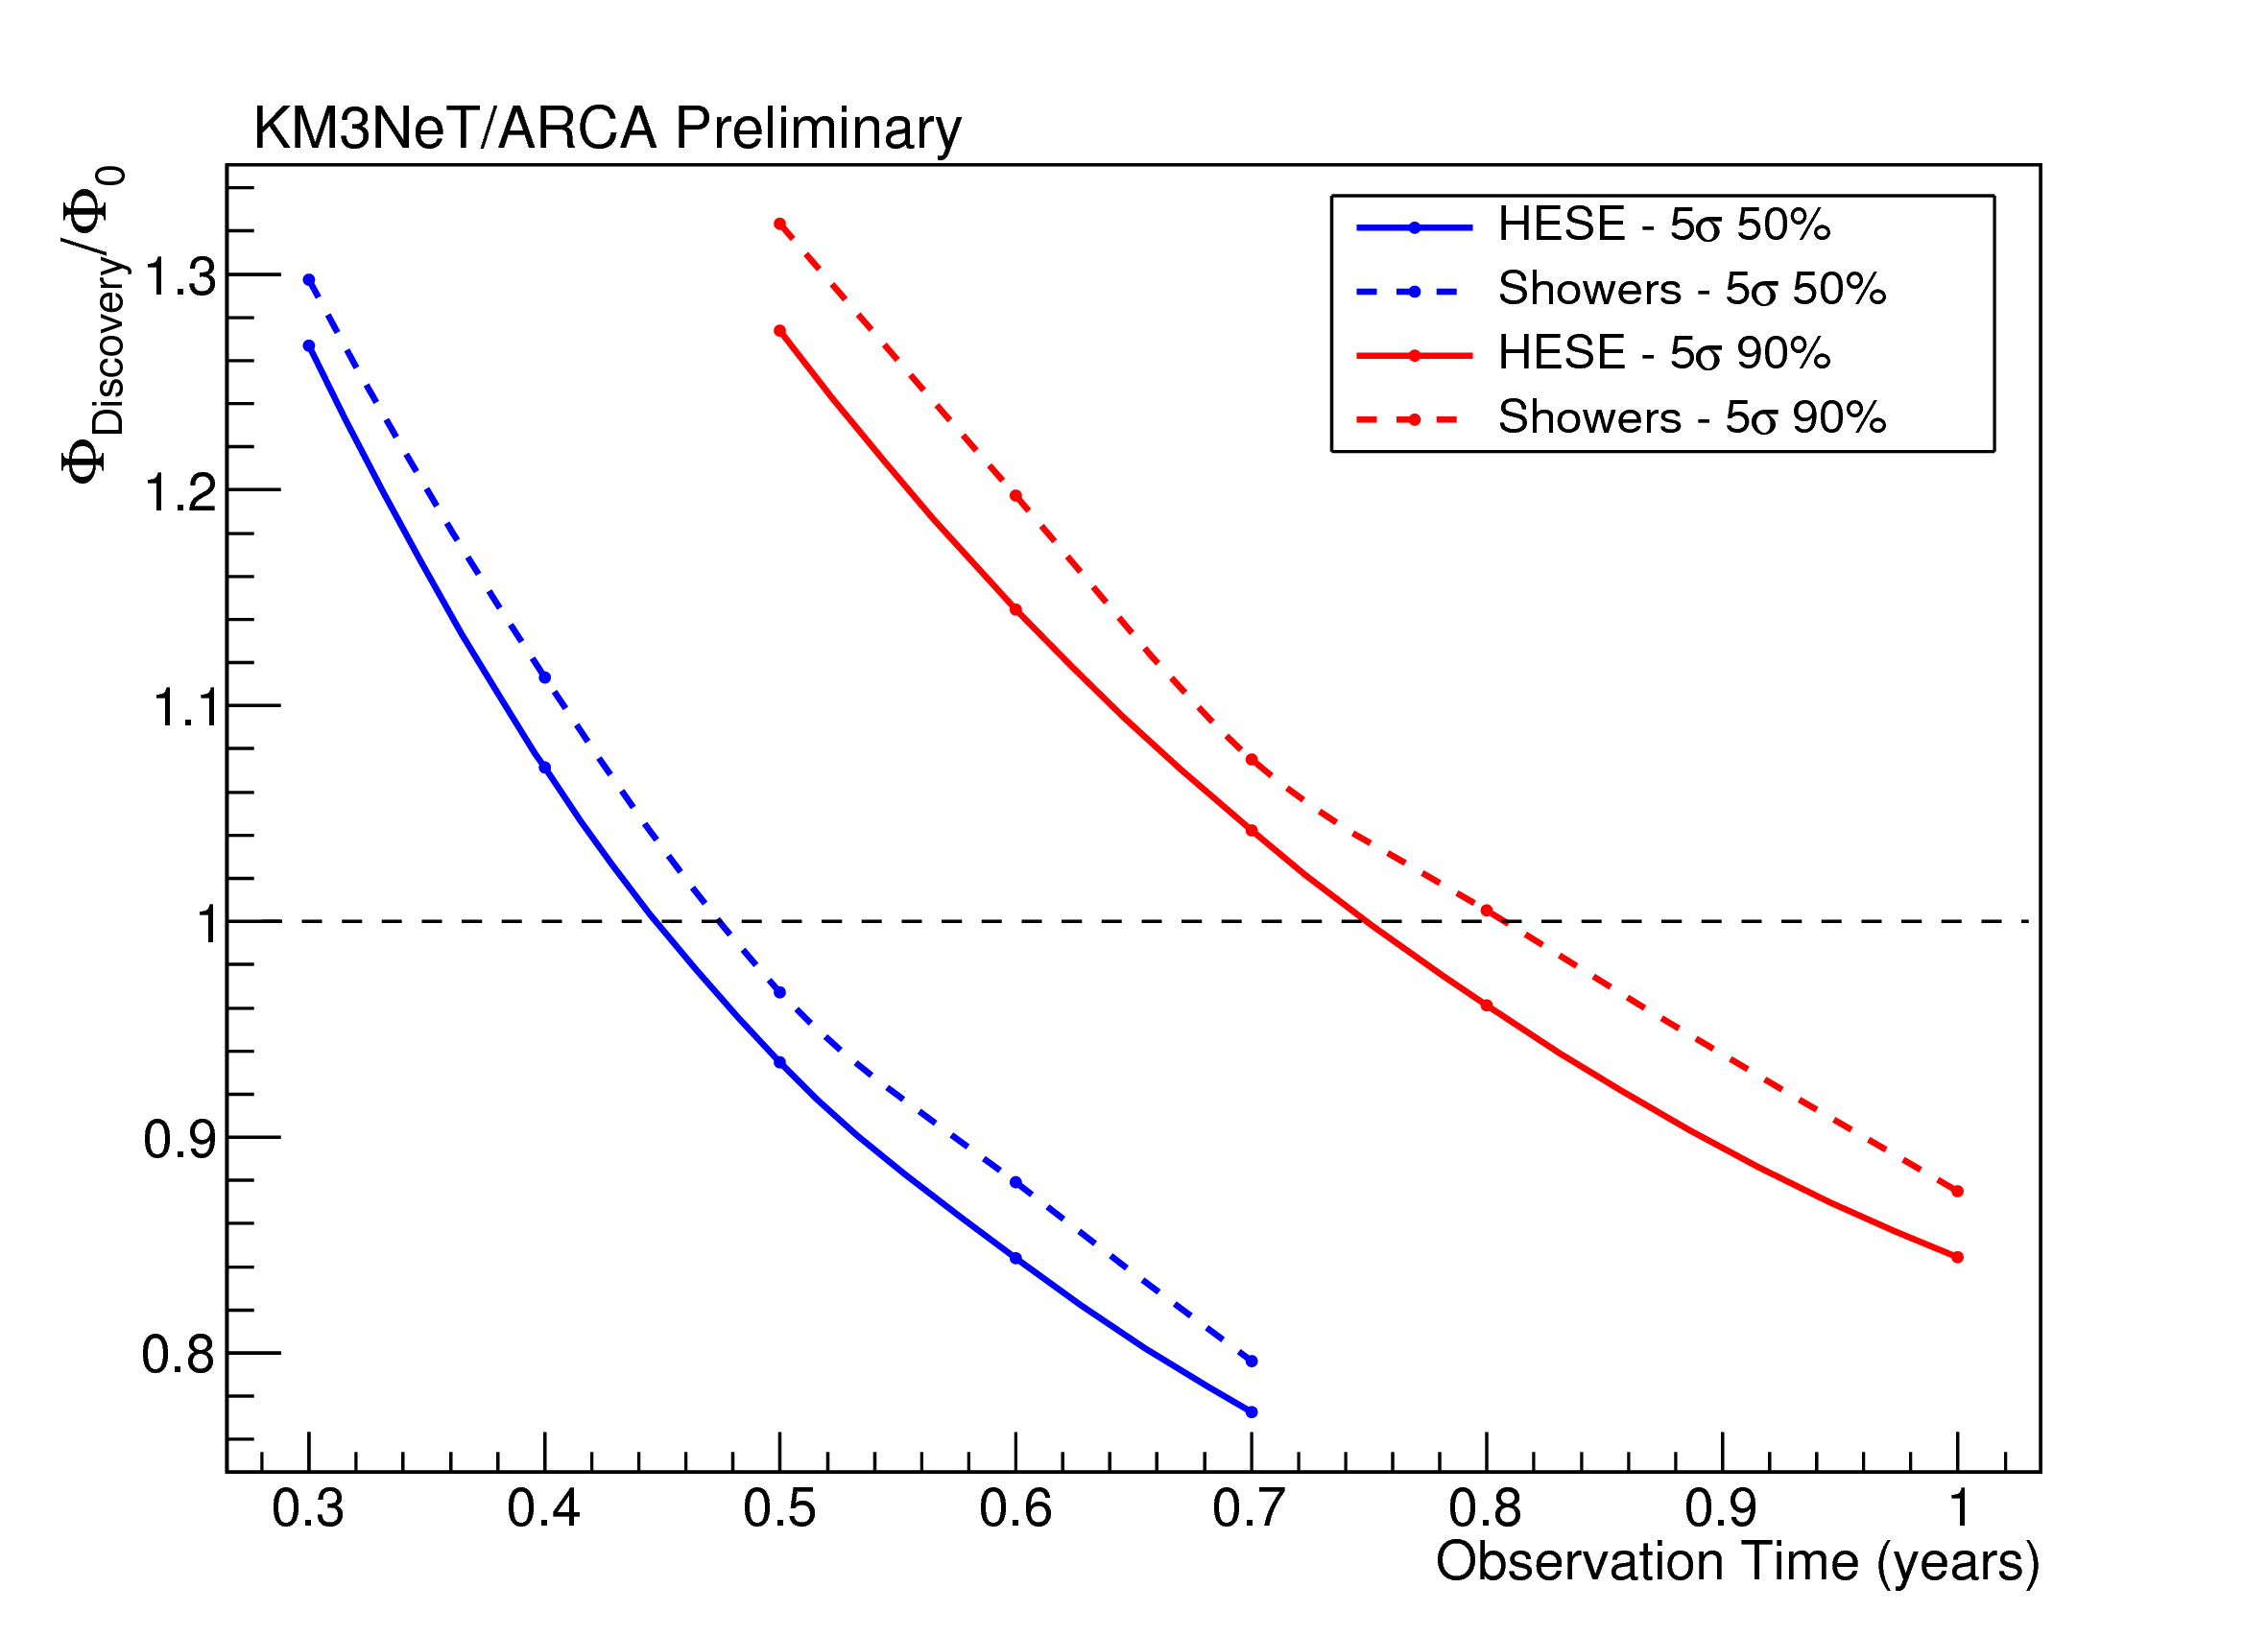 KM3NeT/ARCA Preliminary
Φ_Discovery/Φ_0
HESE - 5σ 50%
Showers - 5σ 50%
HESE - 5σ 90%
Showers - 5σ 90%
1.3
1.2
1.1
1
0.9
0.8
0.3 0.4 0.5 0.6 0.7 0.8 0.9 1
Observation Time (years)